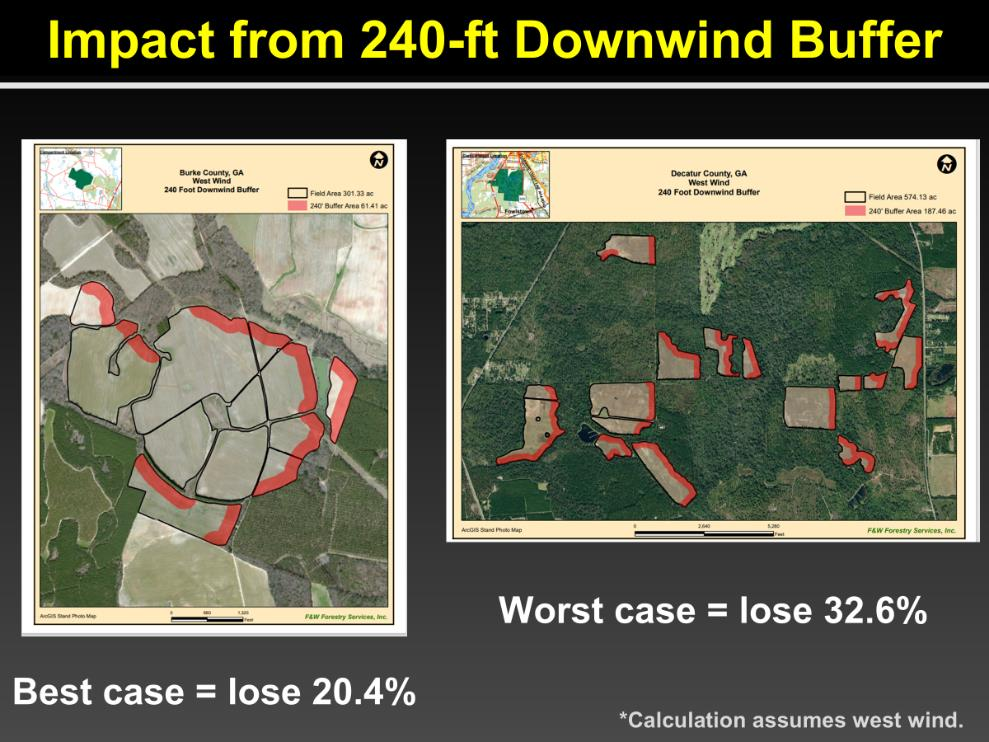 Impact from 240-ft Downwind Buffer
Burke County, GA
West Wind
240 Foot Downwind Buffer
Field Area 301.33 ac
240' Buffer Area 61.41 ac
N
ArcGIS Stand Photo Map
0
1,320
Feet
F&W Forestry Services, Inc.
Decatur County, GA
West Wind
240 Foot Downwind Buffer
Field Area 574.13 ac
240' Buffer Area 187.46 ac
N
Fowlstown
ArcGIS Stand Photo Map
0
2,640
5,280
Feet
F&W Forestry Services, Inc.
Worst case = lose 32.6%
Best case = lose 20.4%
*Calculation assumes west wind.